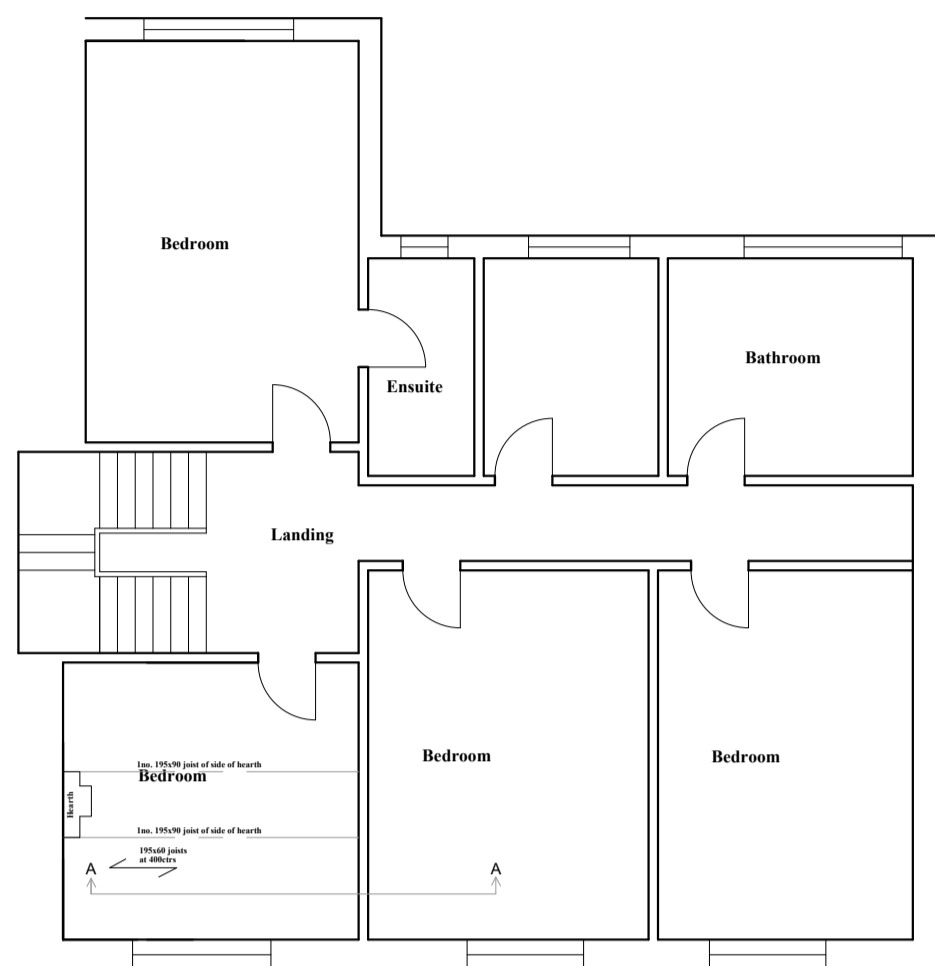 Bedroom
Bathroom
Ensuite
Landing
1no. 195x90 joist of side of hearth
Bedroom
Bedroom
Bedroom
Hearth
1no. 195x90 joist of side of hearth
195x60 joists
at 400ctrs
A
A